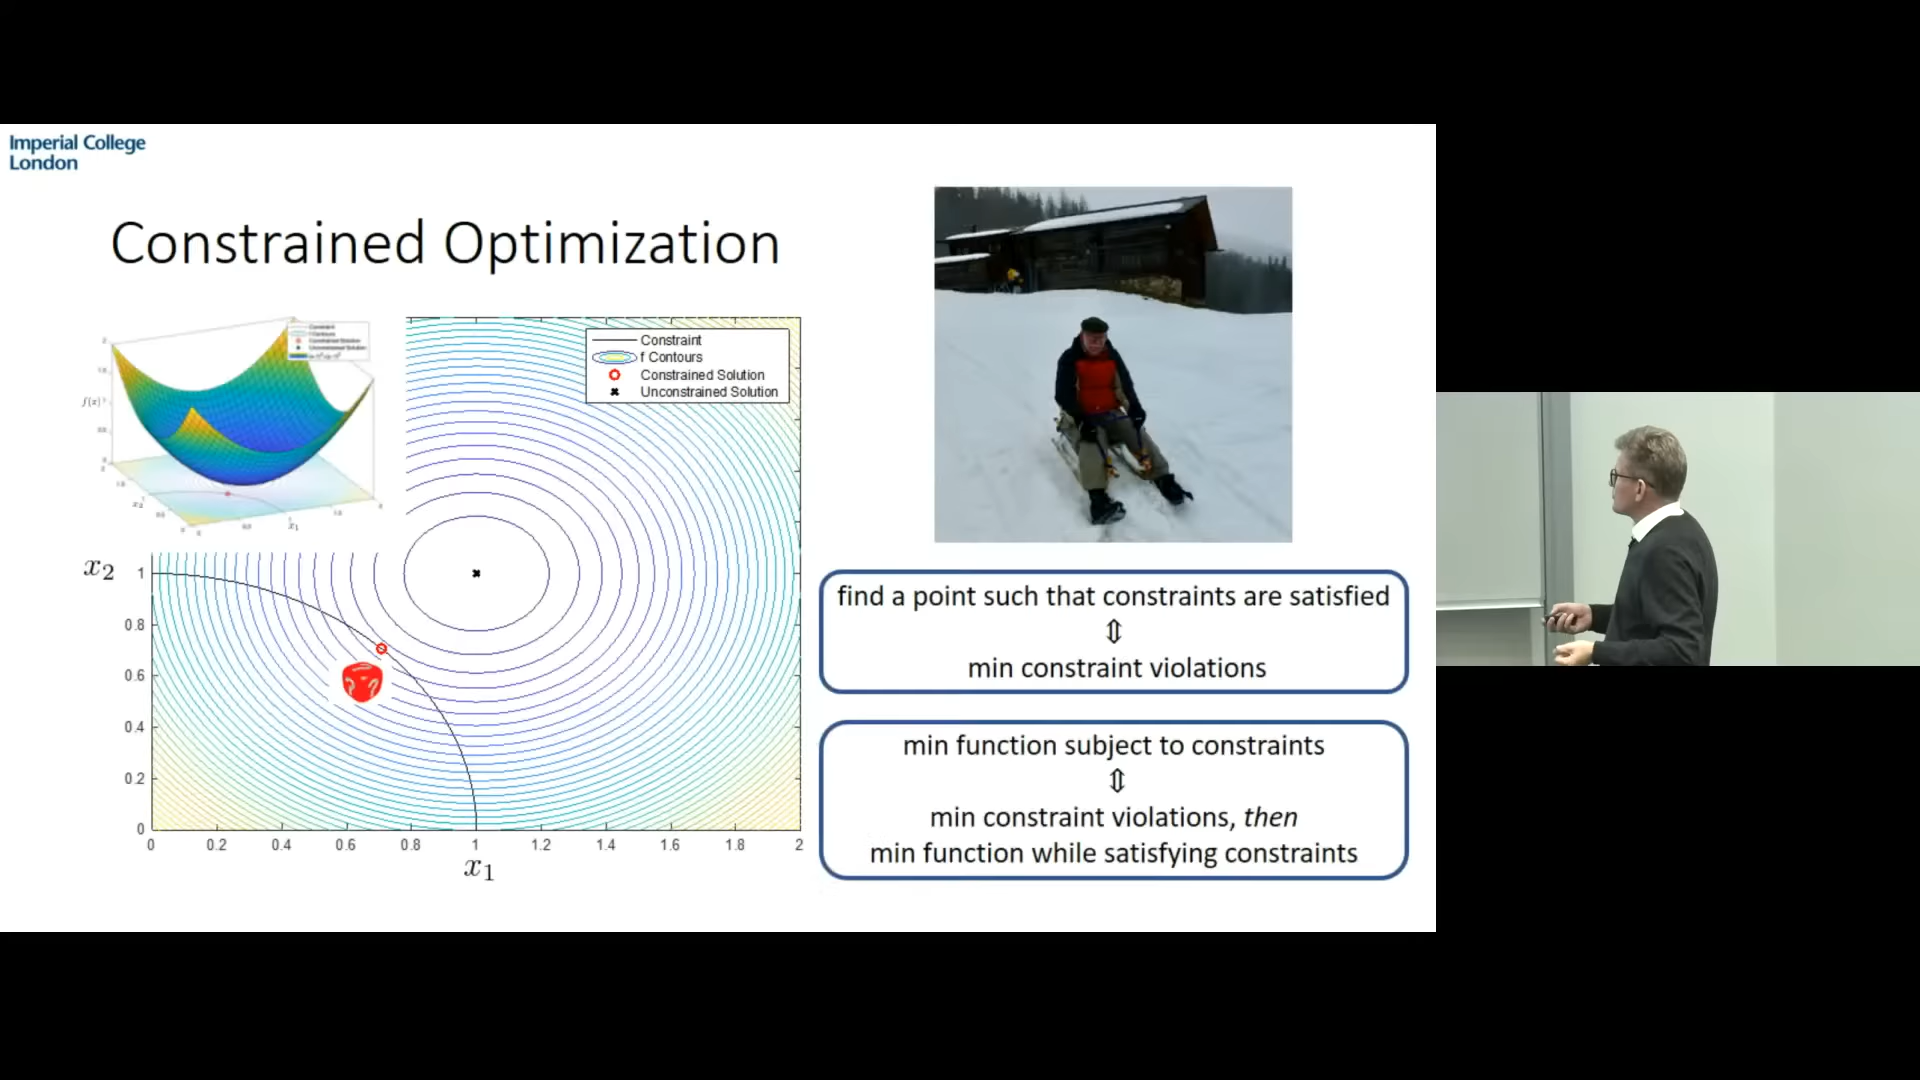 Imperial College
London
Constrained Optimization
Constraint
f Contours
Constrained Solution
Unconstrained Solution
f(x)
x₂
x₁
x₂
1
0.8
0.6
0.4
0.2
0
0 0.2 0.4 0.6 0.8 1 1.2 1.4 1.6 1.8 2
x₁
find a point such that constraints are satisfied
⇕
min constraint violations
min function subject to constraints
⇕
min constraint violations, then
min function while satisfying constraints